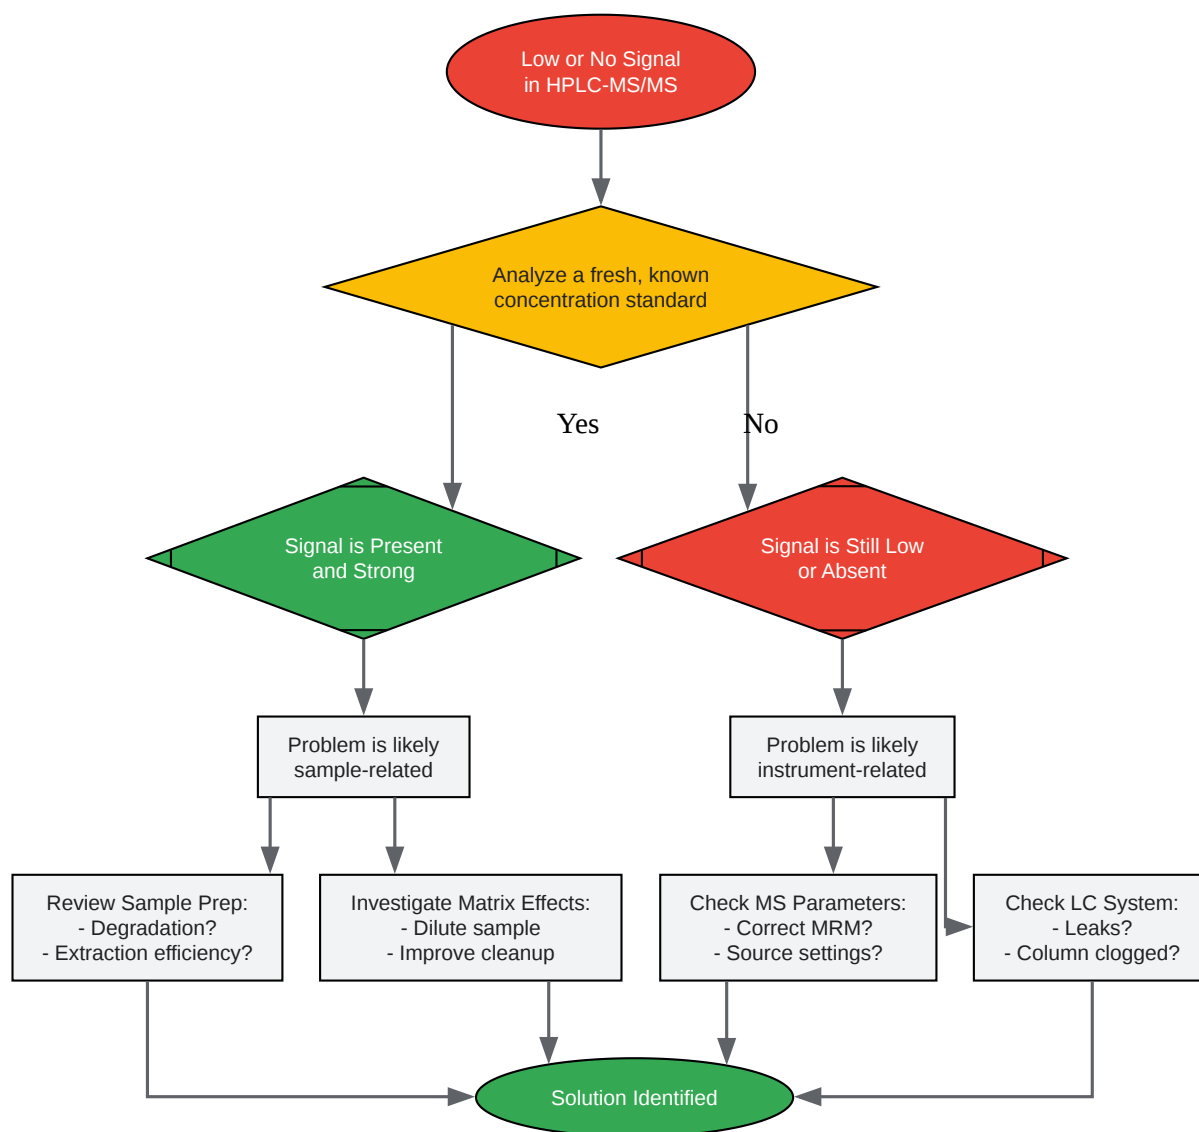 Low or No Signal
in HPLC-MS/MS
Analyze a fresh, known
concentration standard
Yes
No
Signal is Present
and Strong
Signal is Still Low
or Absent
Problem is likely
sample-related
Problem is likely
instrument-related
Review Sample Prep:
- Degradation?
- Extraction efficiency?
Investigate Matrix Effects:
- Dilute sample
- Improve cleanup
Check MS Parameters:
- Correct MRM?
- Source settings?
Check LC System:
- Leaks?
- Column clogged?
Solution Identified